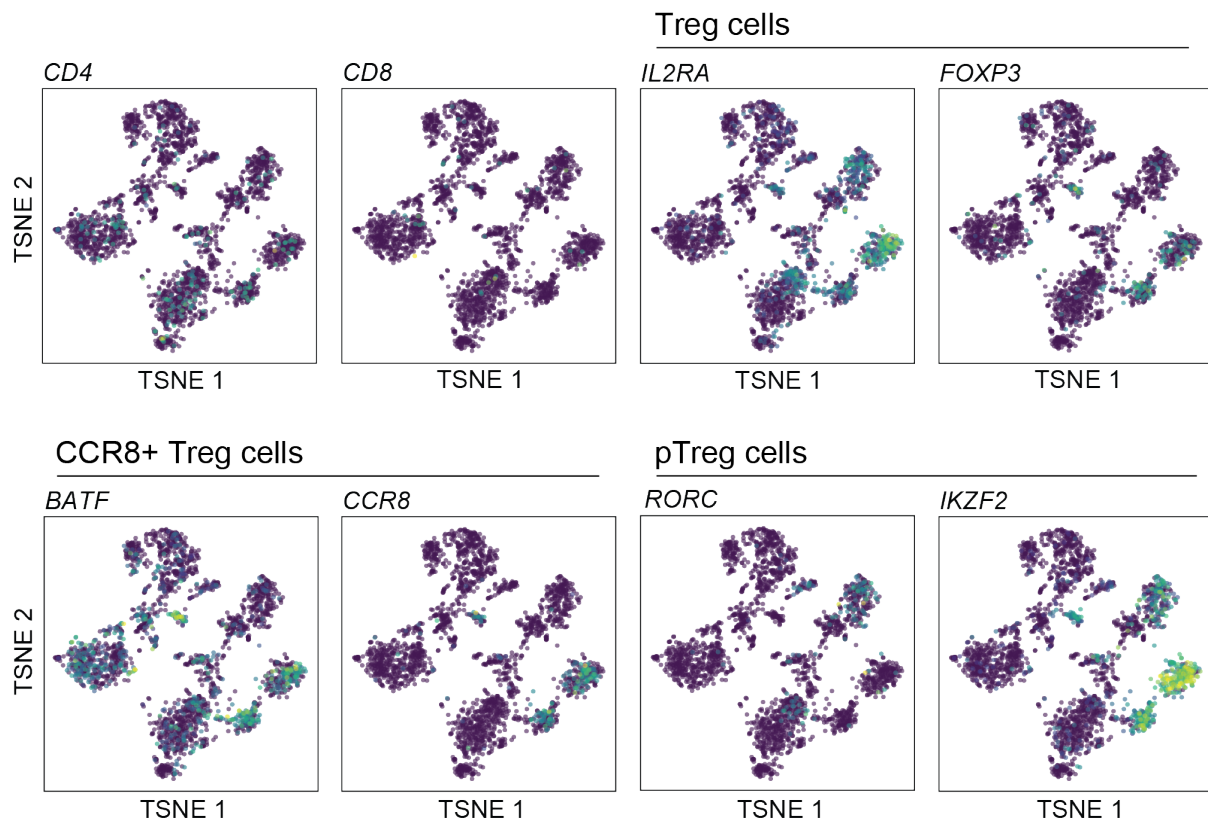 Treg cells
CD4
CD8
IL2RA
FOXP3
TSNE 2
TSNE 1
TSNE 1
TSNE 1
TSNE 1
CCR8+ Treg cells
pTreg cells
BATF
CCR8
RORC
IKZF2
TSNE 2
TSNE 1
TSNE 1
TSNE 1
TSNE 1